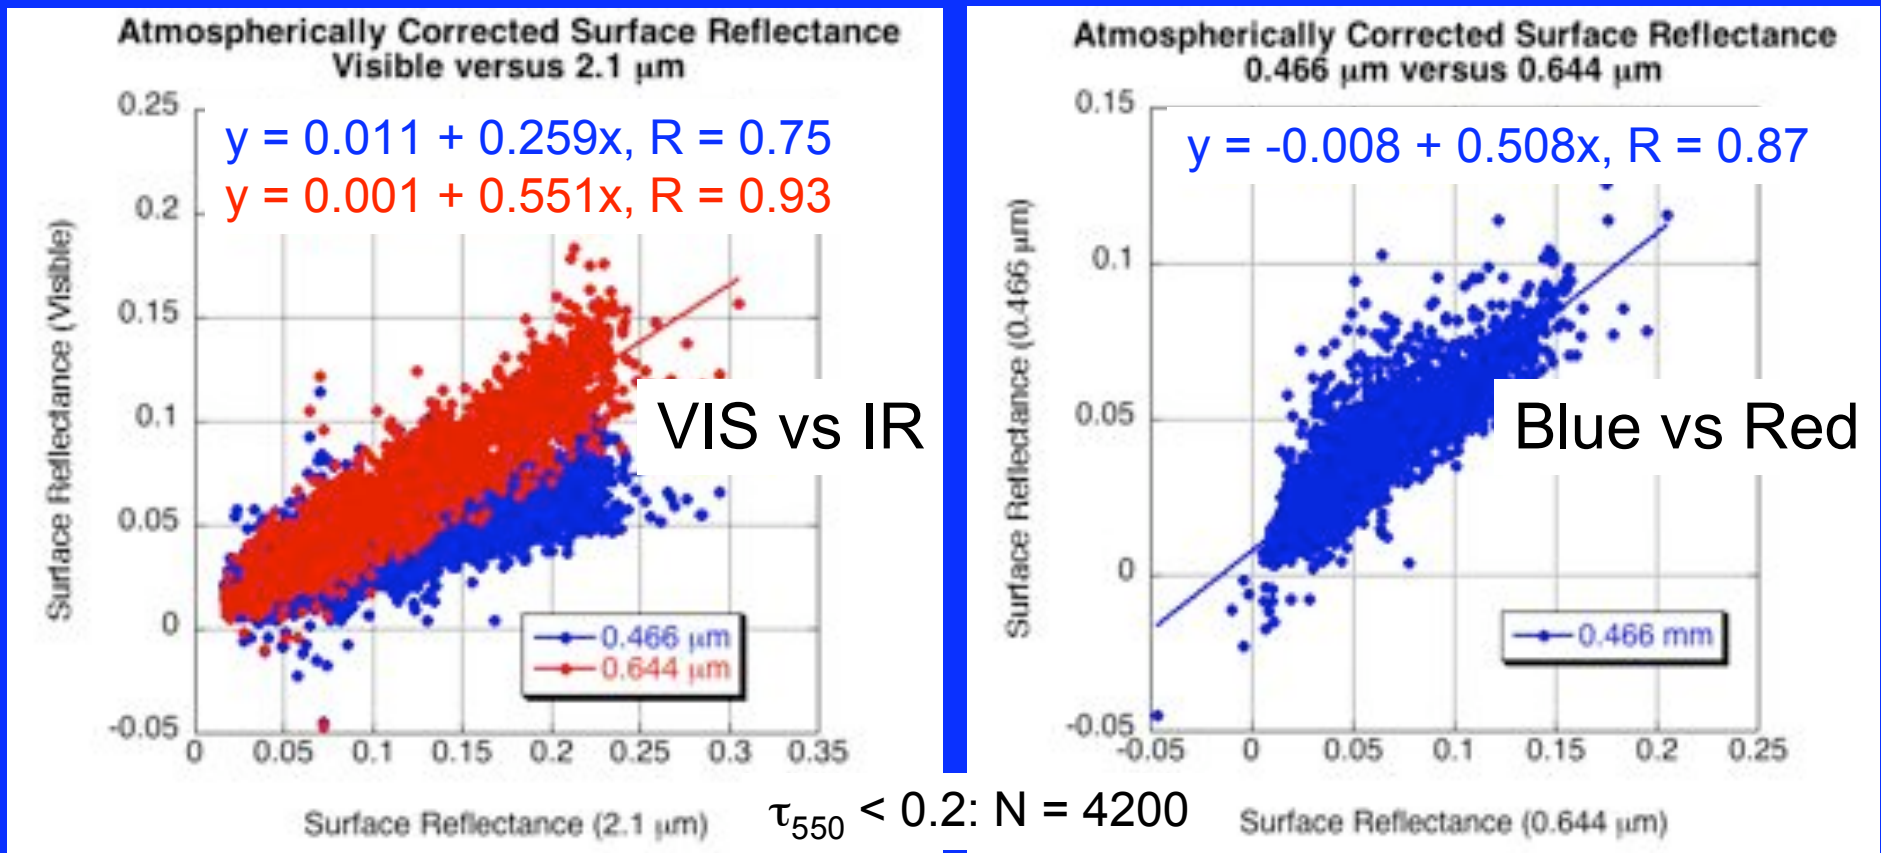 Atmospherically Corrected Surface Reflectance
Visible versus 2.1 μm
y = 0.011 + 0.259x, R = 0.75
y = 0.001 + 0.551x, R = 0.93
Surface Reflectance (Visible)
0.25
0.2
0.15
0.1
0.05
0
-0.05
VIS vs IR
0.466 μm
0.644 μm
0 0.05 0.1 0.15 0.2 0.25 0.3 0.35
Surface Reflectance (2.1 μm)
Atmospherically Corrected Surface Reflectance
0.466 μm versus 0.644 μm
y = -0.008 + 0.508x, R = 0.87
Surface Reflectance (0.466 μm)
0.15
0.1
0.05
0
-0.05
Blue vs Red
0.466 mm
-0.05 0 0.05 0.1 0.15 0.2 0.25
Surface Reflectance (0.644 μm)
τ550 < 0.2: N = 4200